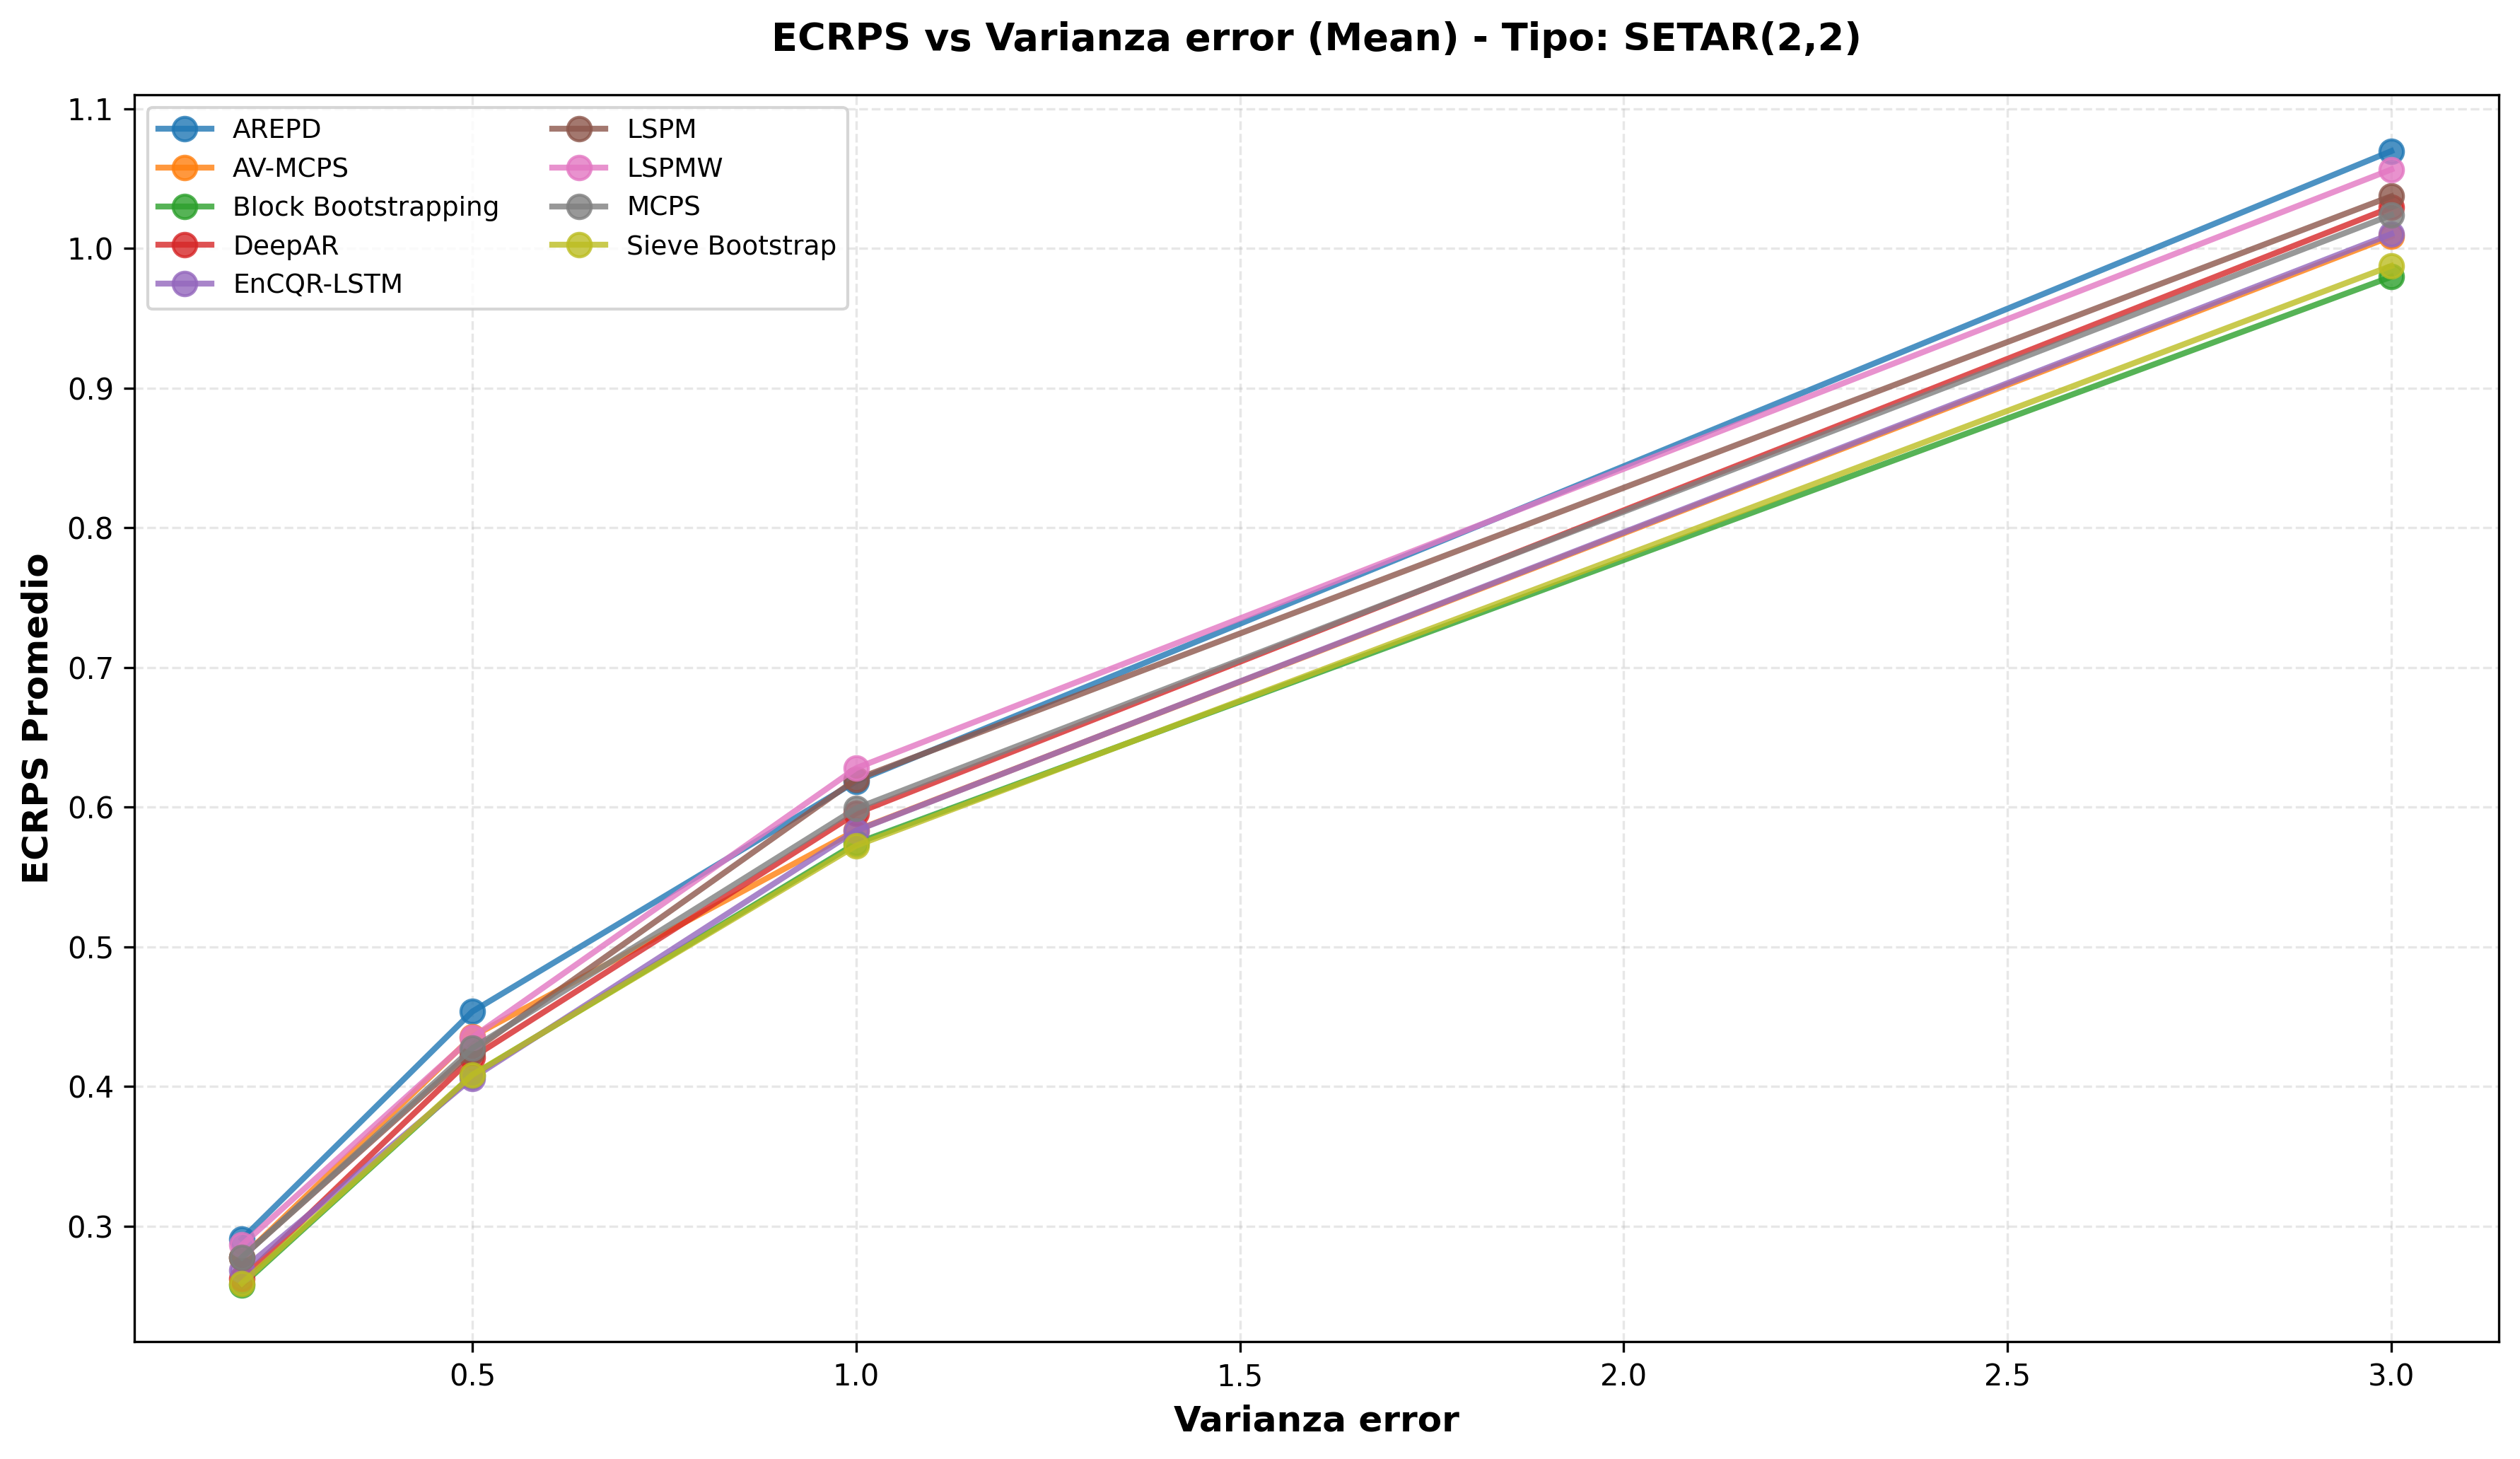 ECRPS vs Varianza error (Mean) - Tipo: SETAR(2,2)
AREPD
AV-MCPS
Block Bootstrapping
DeepAR
EnCQR-LSTM
LSPM
LSPMW
MCPS
Sieve Bootstrap
ECRPS Promedio
1.1
1.0
0.9
0.8
0.7
0.6
0.5
0.4
0.3
0.5 1.0 1.5 2.0 2.5 3.0
Varianza error